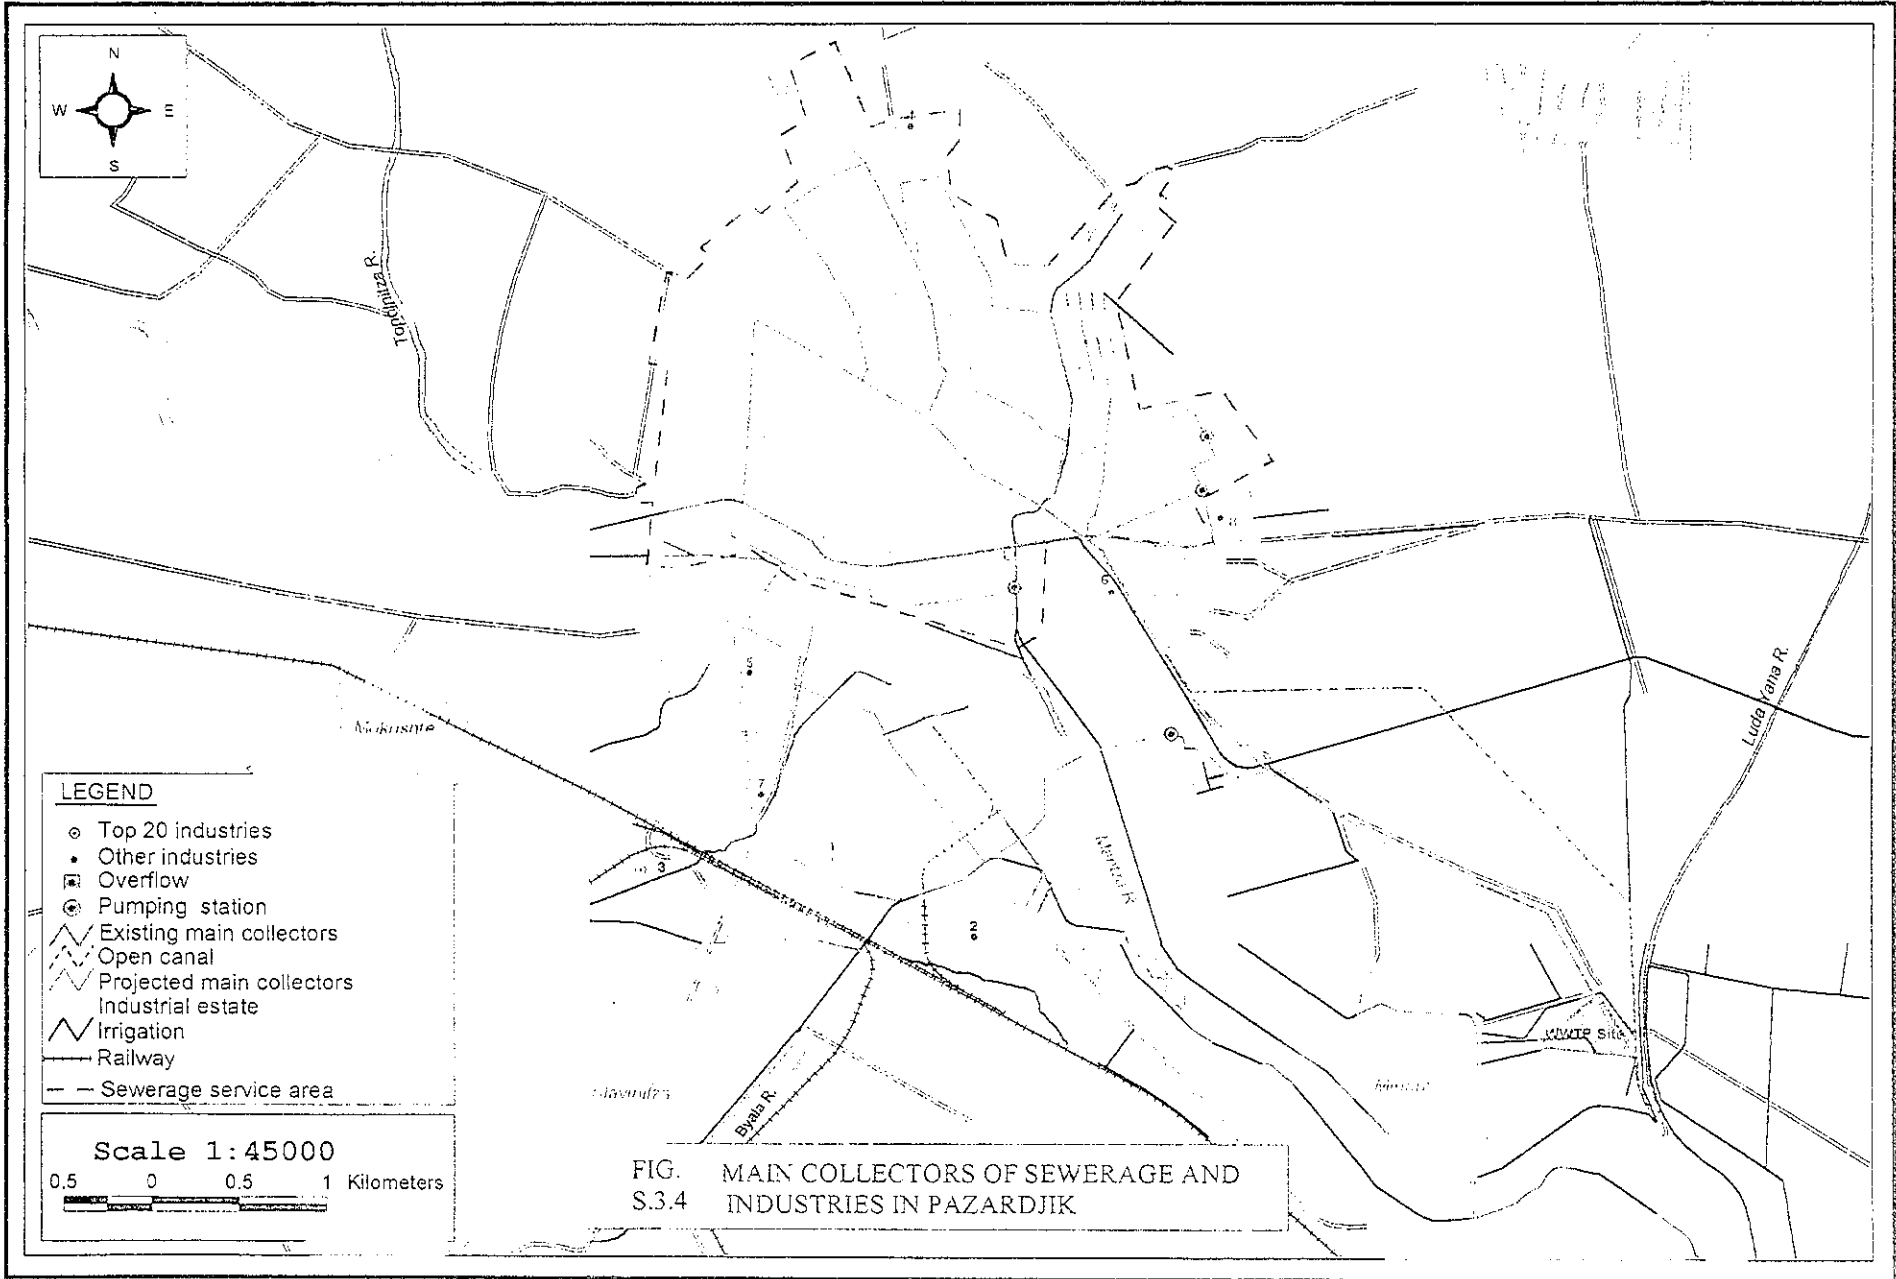 N
W E
S
Topolnitza R.
4
8
6
5
7
3
2
Luda Yana R.
Maritza R.
WWTP Site
Byala R.
LEGEND
Top 20 industries
Other industries
Overflow
Pumping station
Existing main collectors
Open canal
Projected main collectors
Industrial estate
Irrigation
Railway
Sewerage service area
Scale 1:45000
0.5 0 0.5 1 Kilometers
FIG. MAIN COLLECTORS OF SEWERAGE AND
S.3.4 INDUSTRIES IN PAZARDJIK